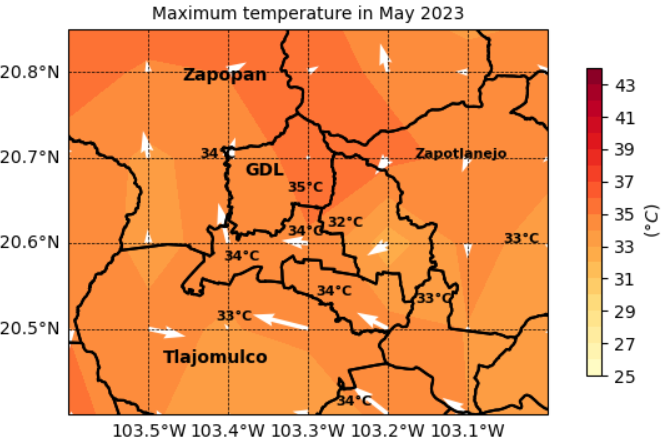 Maximum temperature in May 2023
20.8°N
Zapopan
43
41
39
20.7°N
34
Zapotlanejo
GDL
37
35°C
35
32°C
34°C
33°C
20.6°N
34°C
33
(°C)
31
34°C
33°C
29
33°C
20.5°N
27
Tlajomulco
25
34°C
103.5°W 103.4°W 103.3°W 103.2°W 103.1°W